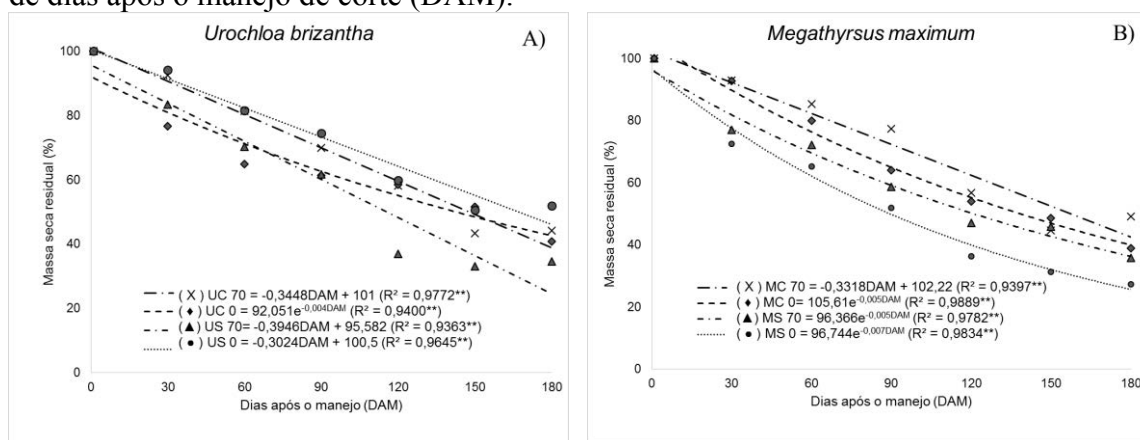 de dias após o manejo de corte (DAM).
Urochloa brizantha
A)
Massa seca residual (%)
100
80
60
40
20
0
( X ) UC 70 = -0,3448DAM + 101 (R² = 0,9772**)
( ♦ ) UC 0 = 92,051e^-0,004DAM (R² = 0,9400**)
( ▲ ) US 70= -0,3946DAM + 95,582 (R² = 0,9363**)
( ● ) US 0 = -0,3024DAM + 100,5 (R² = 0,9645**)
0 30 60 90 120 150 180
Dias após o manejo (DAM)
Megathyrsus maximum
B)
Massa seca residual (%)
100
80
60
40
20
0
( X ) MC 70 = -0,3318DAM + 102,22 (R² = 0,9397**)
( ♦ ) MC 0= 105,61e^-0,005DAM (R² = 0,9889**)
( ▲ ) MS 70 = 96,366e^-0,005DAM (R² = 0,9782**)
( ● ) MS 0 = 96,744e^-0,007DAM (R² = 0,9834**)
0 30 60 90 120 150 180
Dias após o manejo (DAM)